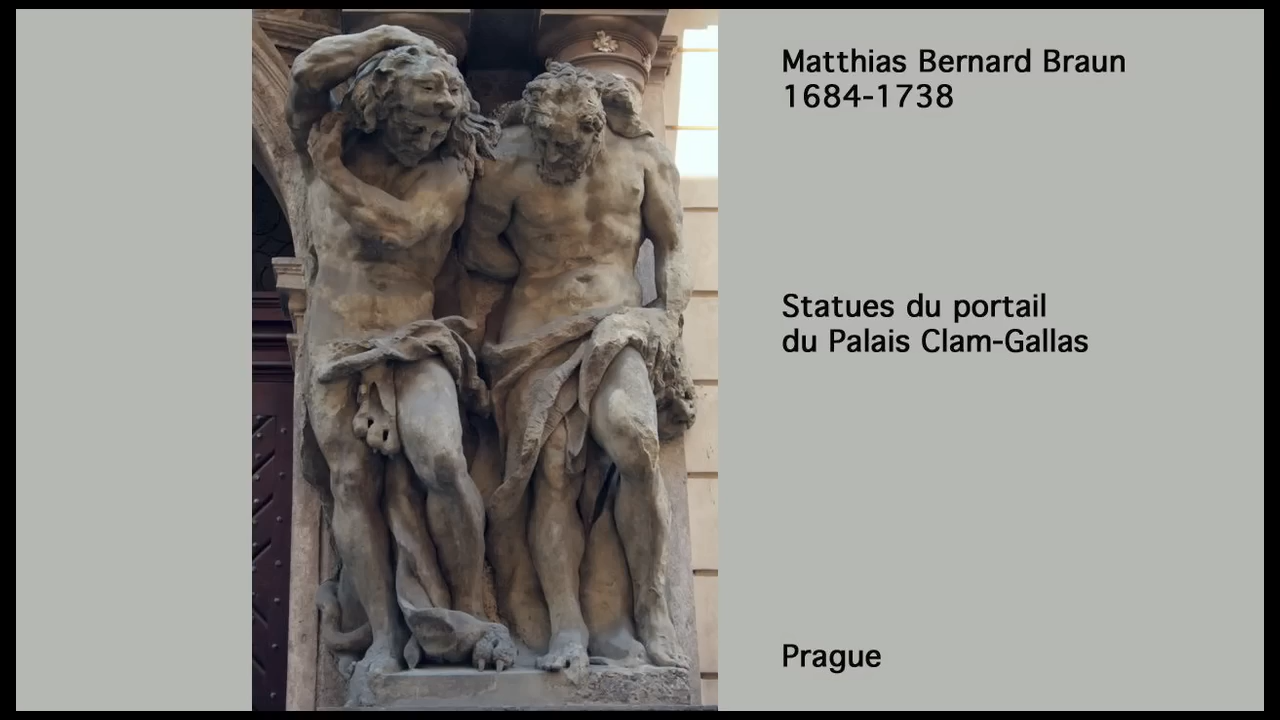 Matthias Bernard Braun
1684-1738
Statues du portail
du Palais Clam-Gallas
Prague